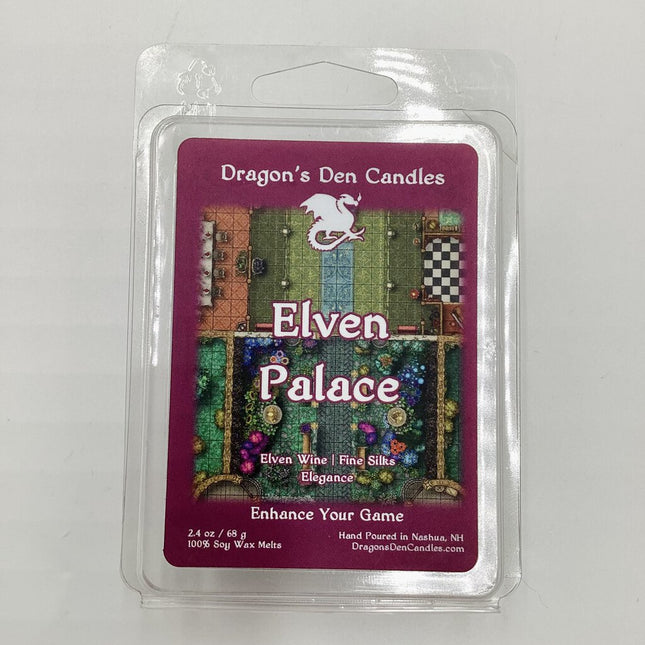 Dragon's Den Candles
Elven
Palace
Elven Wine | Fine Silks
Elegance
Enhance Your Game
2.4 oz / 68 g
100% Soy Wax Melts
Hand Poured in Nashua, NH
DragonsDenCandles.com